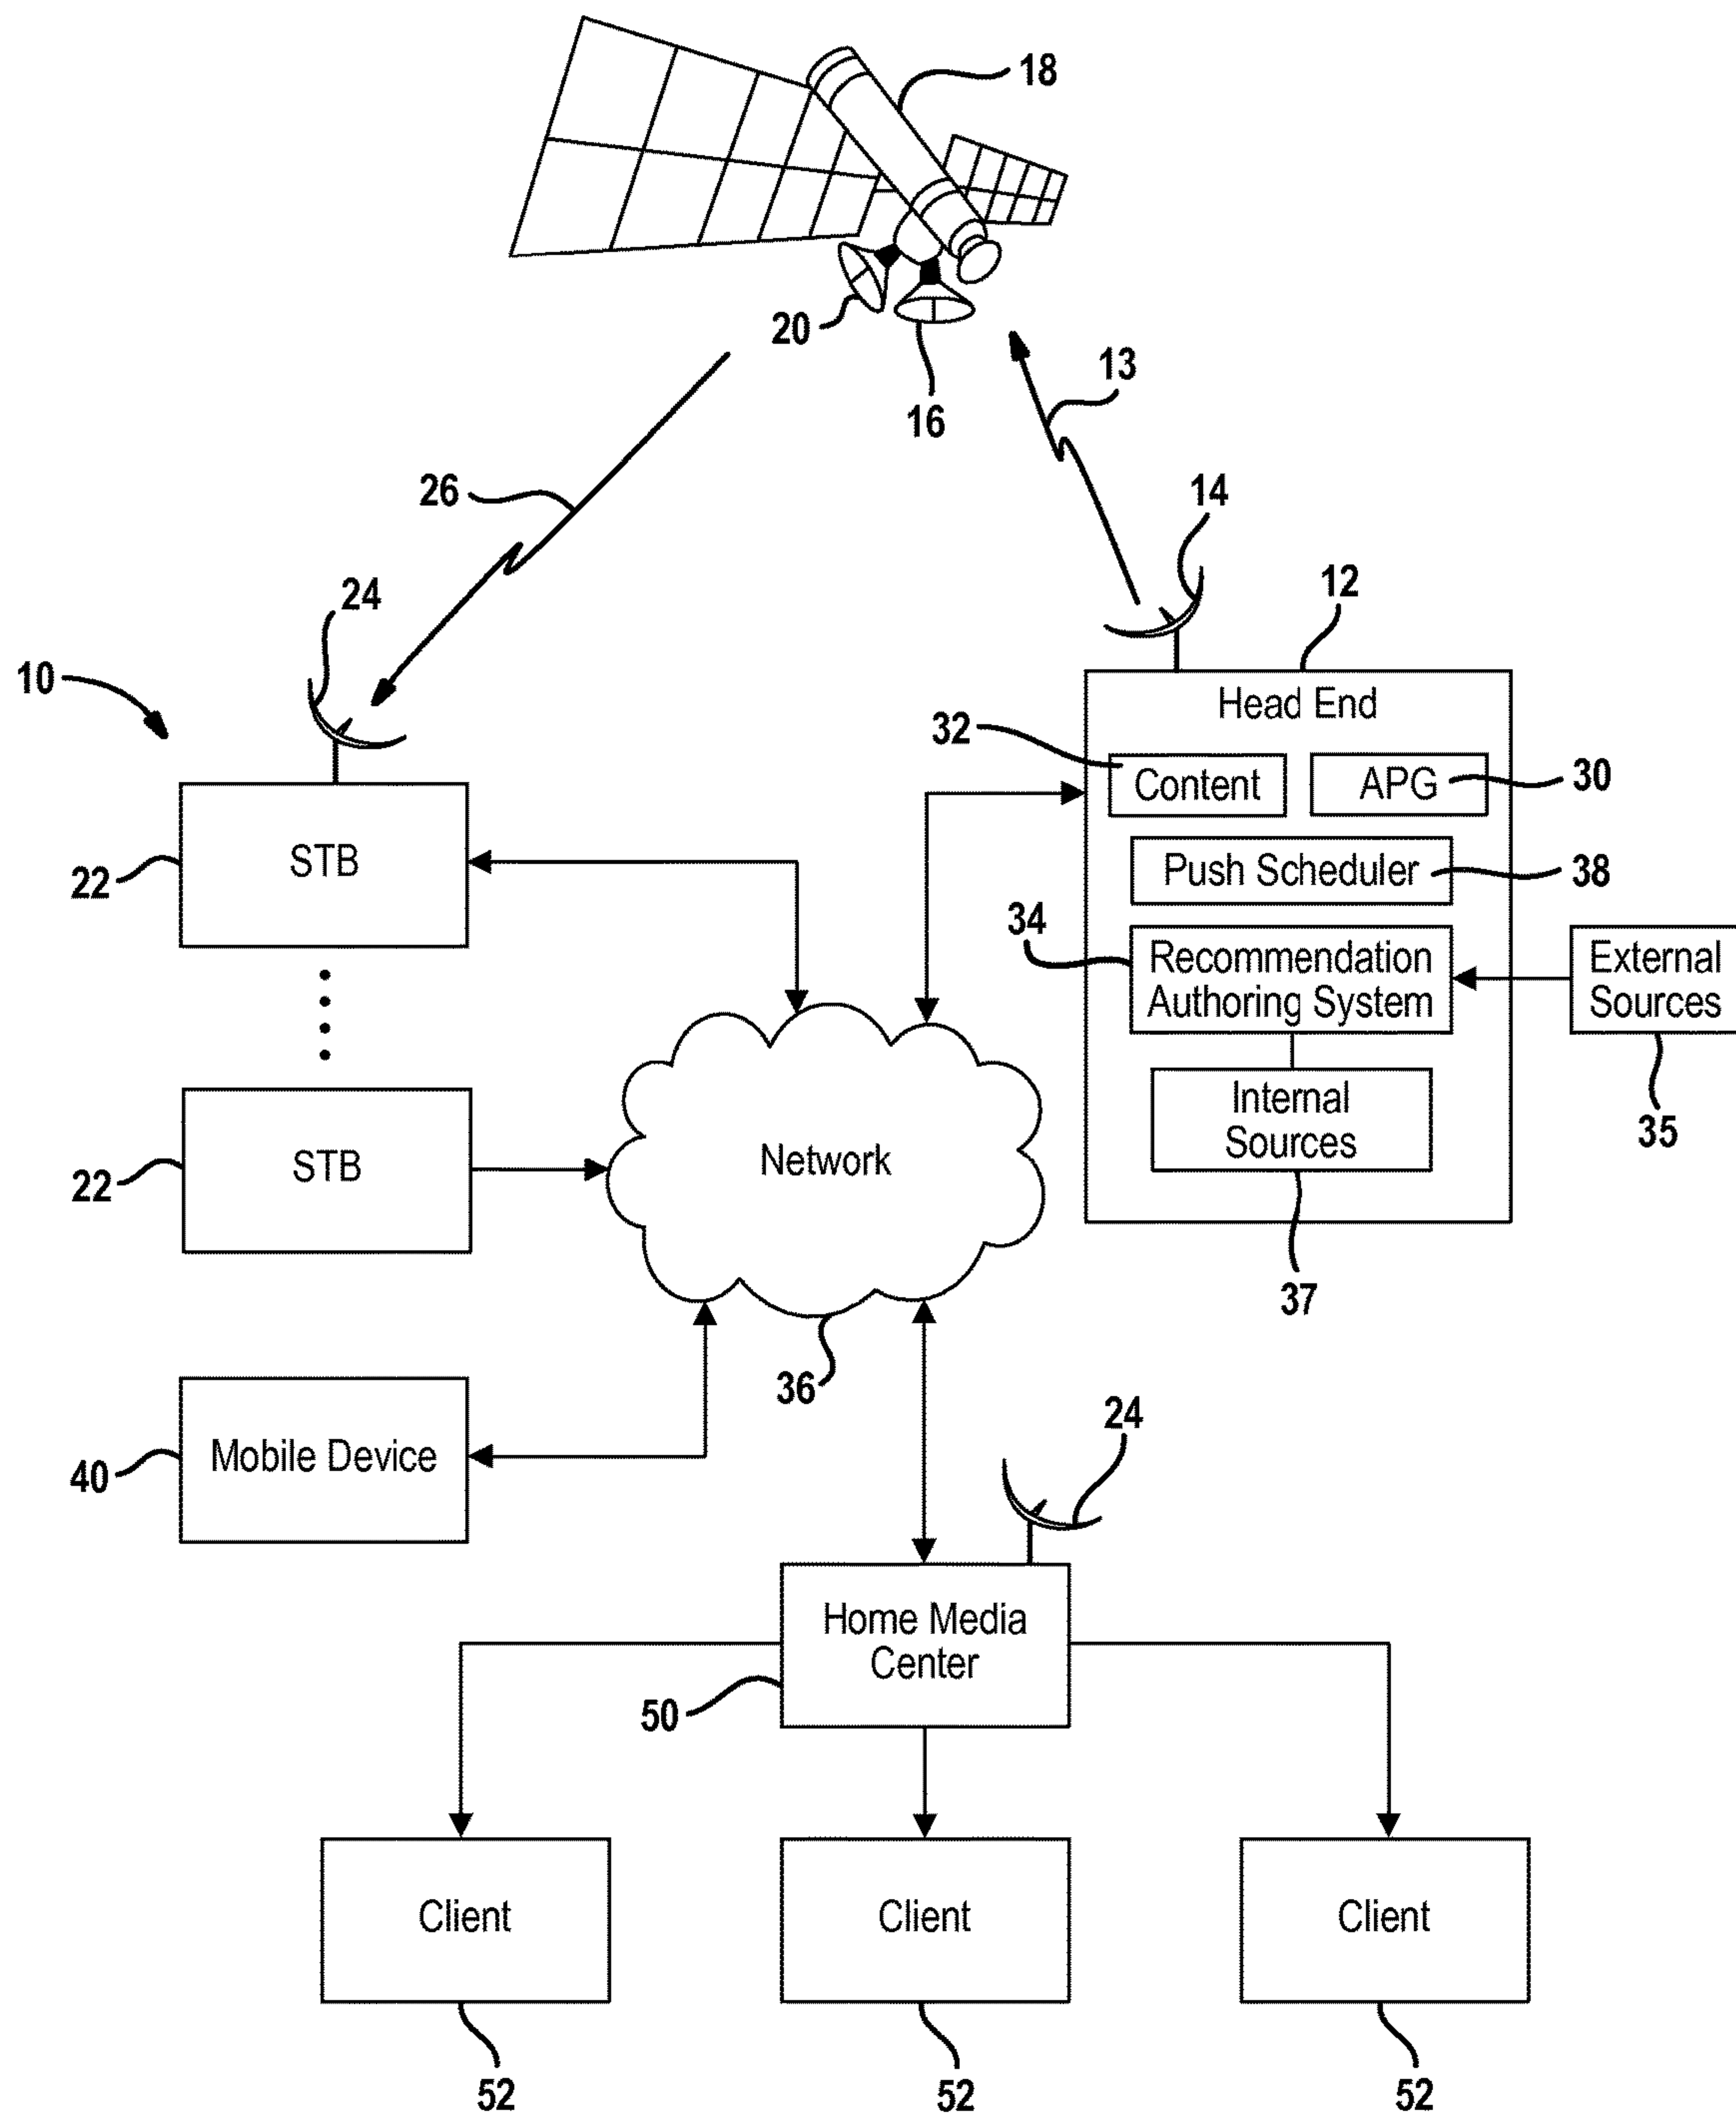 18
20
16
13
26
14
24
12
10
Head End
32
Content
APG
30
STB
22
Push Scheduler
38
34
Recommendation
Authoring System
External
Sources
Internal
Sources
35
Network
STB
22
37
36
24
Mobile Device
40
Home Media
Center
50
Client
Client
Client
52
52
52